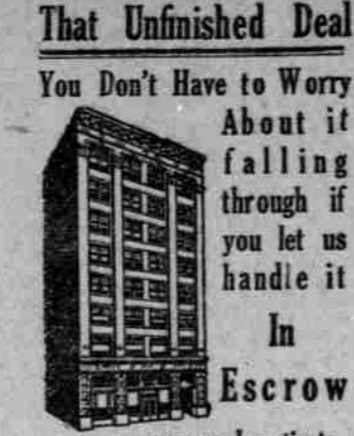 That Unfinished Deal
You Don't Have to Worry
About it
falling
through if
you let us
handle it
In
Escrow